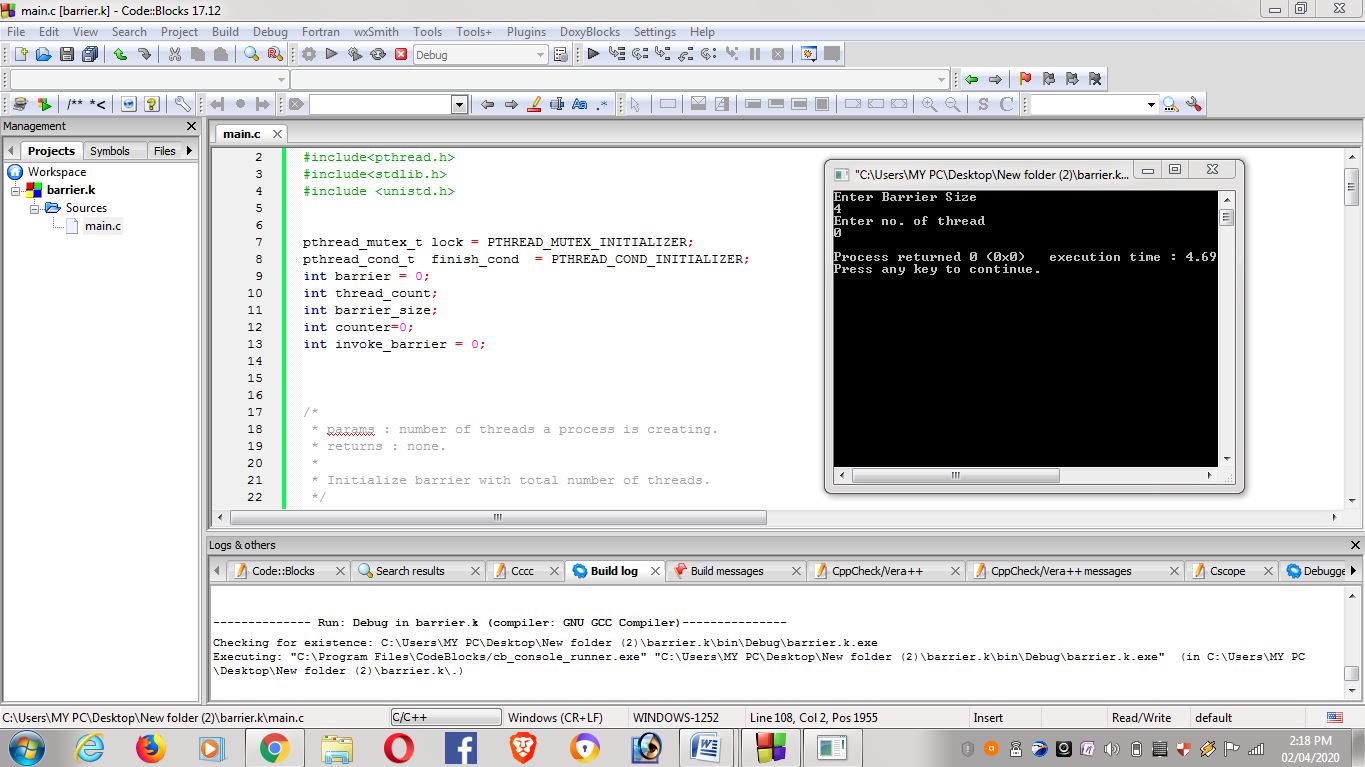 main.c [barrier.k] - Code::Blocks 17.12
File Edit View Search Project Build Debug Fortran wxSmith Tools Tools+ Plugins DoxyBlocks Settings Help
Debug
/** *<
Aa .*
S C
Management
Projects Symbols Files
Workspace
barrier.k
Sources
main.c
main.c
2 #include<pthread.h>
3 #include<stdlib.h>
4 #include <unistd.h>
5
6
7 pthread_mutex_t lock = PTHREAD_MUTEX_INITIALIZER;
8 pthread_cond_t  finish_cond  = PTHREAD_COND_INITIALIZER;
9 int barrier = 0;
10 int thread_count;
11 int barrier_size;
12 int counter=0;
13 int invoke_barrier = 0;
14
15
16
17 /*
18 * params : number of threads a process is creating.
19 * returns : none.
20 *
21 * Initialize barrier with total number of threads.
22 */
"C:\Users\MY PC\Desktop\New folder (2)\barrier.k...
Enter Barrier Size
4
Enter no. of thread
0
Process returned 0 (0x0)   execution time : 4.69
Press any key to continue.
Logs & others
Code::Blocks Search results Cccc Build log Build messages CppCheck/Vera++ CppCheck/Vera++ messages Cscope Debugge
-------------- Run: Debug in barrier.k (compiler: GNU GCC Compiler)---------------
Checking for existence: C:\Users\MY PC\Desktop\New folder (2)\barrier.k\bin\Debug\barrier.k.exe
Executing: "C:\Program Files\CodeBlocks/cb_console_runner.exe" "C:\Users\MY PC\Desktop\New folder (2)\barrier.k\bin\Debug\barrier.k.exe"  (in C:\Users\MY PC
\Desktop\New folder (2)\barrier.k\.)
C:\Users\MY PC\Desktop\New folder (2)\barrier.k\main.c C/C++ Windows (CR+LF) WINDOWS-1252 Line 108, Col 2, Pos 1955 Insert Read/Write default
2:18 PM
02/04/2020